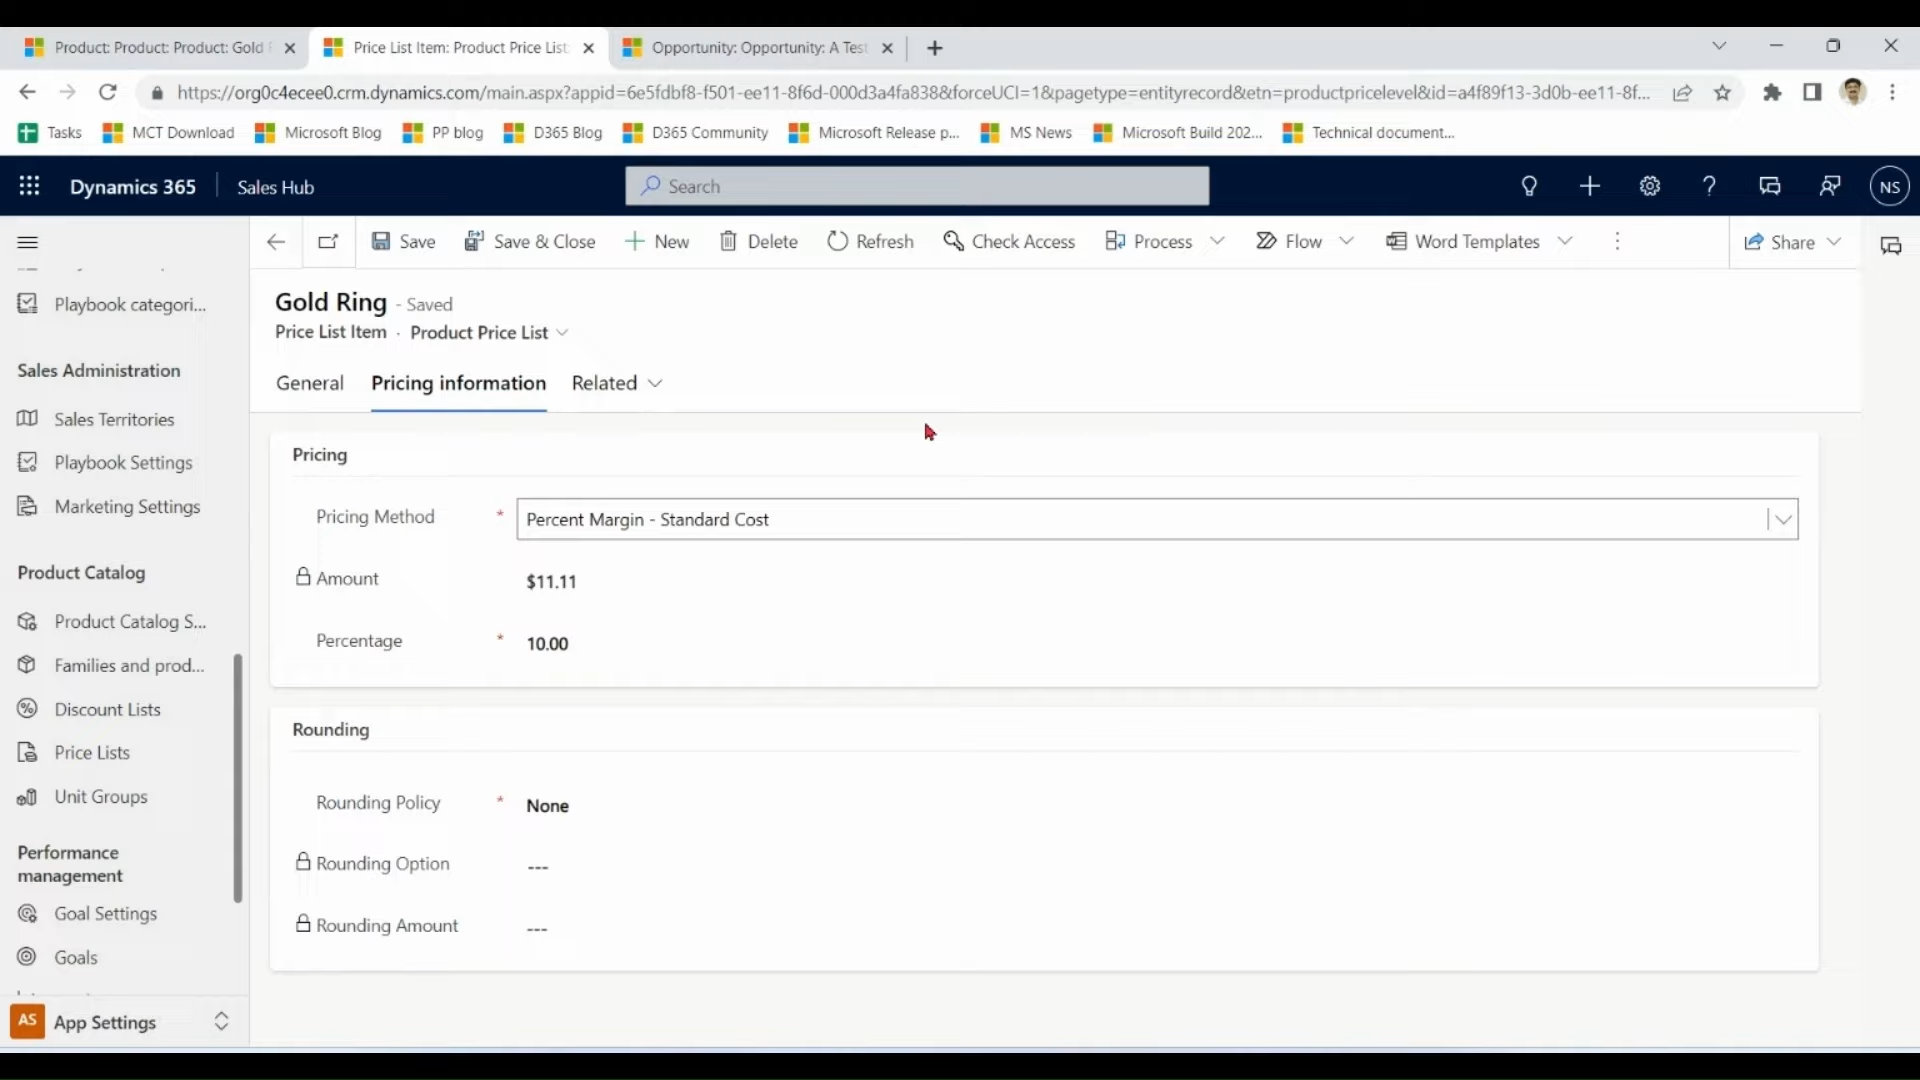 Product: Product: Product: Gold
Price List Item: Product Price List
Opportunity: Opportunity: A Test
https://org0c4ecee0.crm.dynamics.com/main.aspx?appid=6e5fdbf8-f501-ee11-8f6d-000d3a4fa838&forceUCI=1&pagetype=entityrecord&etn=productpricelevel&id=a4f89f13-3d0b-ee11-8f...
Tasks
MCT Download
Microsoft Blog
PP blog
D365 Blog
D365 Community
Microsoft Release p...
MS News
Microsoft Build 202...
Technical document...
Dynamics 365
Sales Hub
Search
NS
Save
Save & Close
New
Delete
Refresh
Check Access
Process
Flow
Word Templates
Share
Gold Ring - Saved
Price List Item · Product Price List
General
Pricing information
Related
Playbook categori...
Sales Administration
Sales Territories
Playbook Settings
Marketing Settings
Product Catalog
Product Catalog S...
Families and prod...
Discount Lists
Price Lists
Unit Groups
Performance
management
Goal Settings
Goals
AS
App Settings
Pricing
Pricing Method * Percent Margin - Standard Cost
Amount $11.11
Percentage * 10.00
Rounding
Rounding Policy * None
Rounding Option ---
Rounding Amount ---